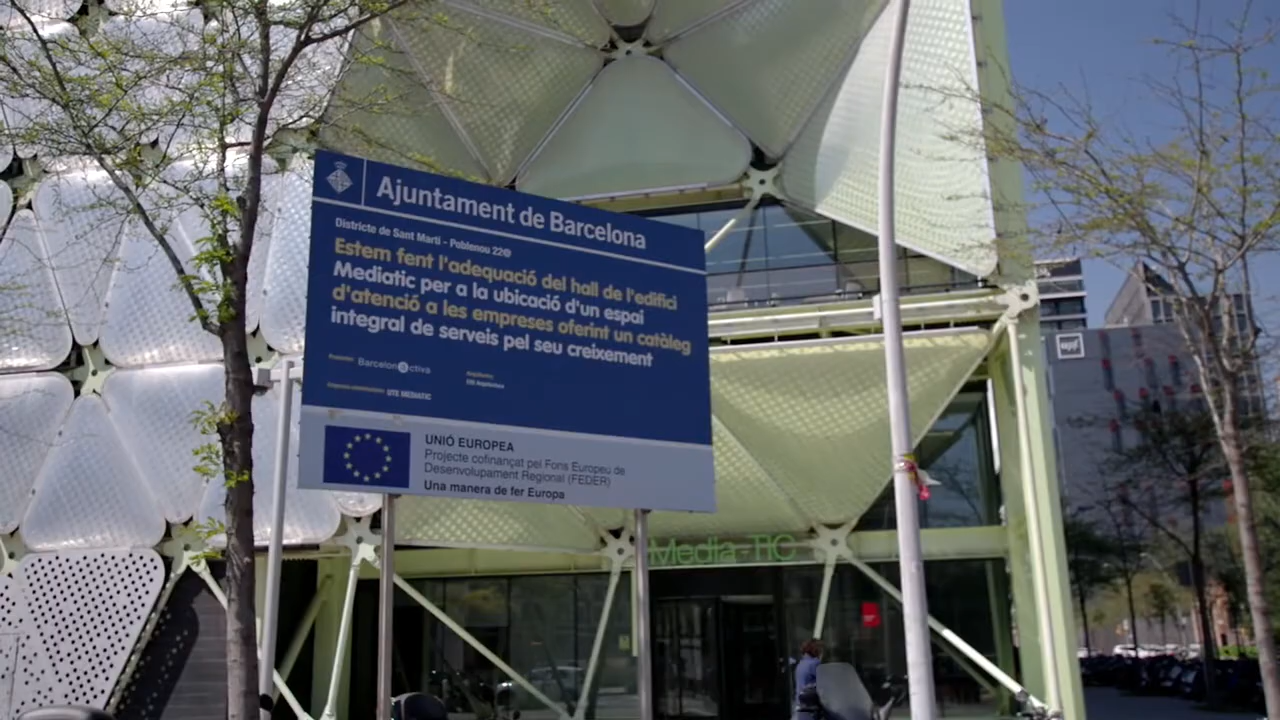 Ajuntament de Barcelona
Districte de Sant Martí - Poblenou 22@
Estem fent l'adequació del hall de l'edifici
Mediatic per a la ubicació d'un espai
d'atenció a les empreses oferint un catàleg
integral de serveis pel seu creixement
Barcelon@ctiva
UTE MEDIATIC
UNIÓ EUROPEA
Projecte cofinançat pel Fons Europeu de
Desenvolupament Regional (FEDER)
Una manera de fer Europa
Media-TIC